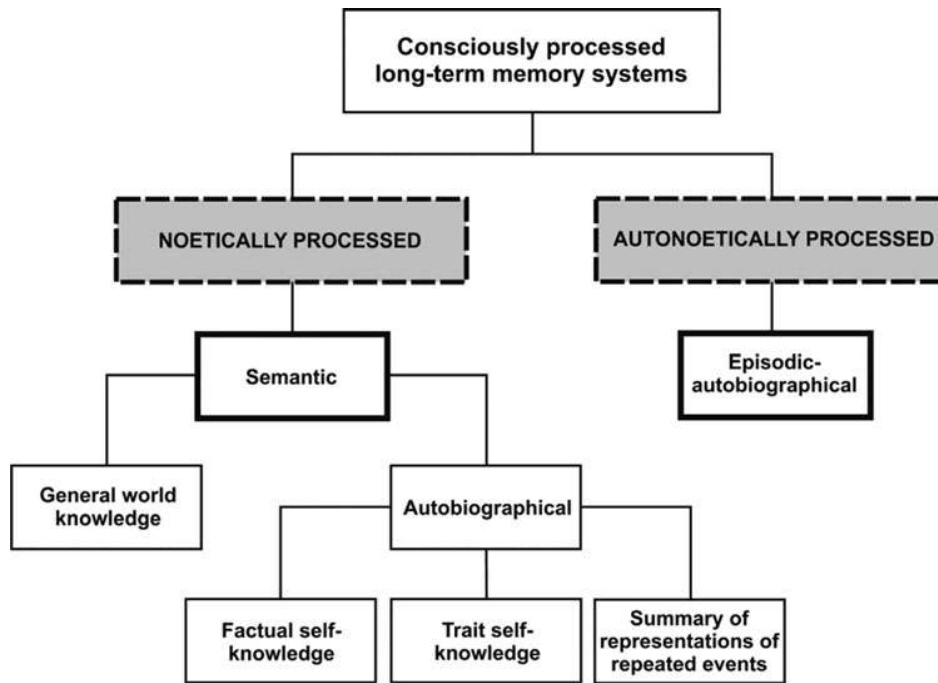 Consciously processed
long-term memory systems
NOETICALLY PROCESSED
AUTONOETICALLY PROCESSED
Semantic
Episodic-
autobiographical
General world
knowledge
Autobiographical
Factual self-
knowledge
Trait self-
knowledge
Summary of
representations of
repeated events